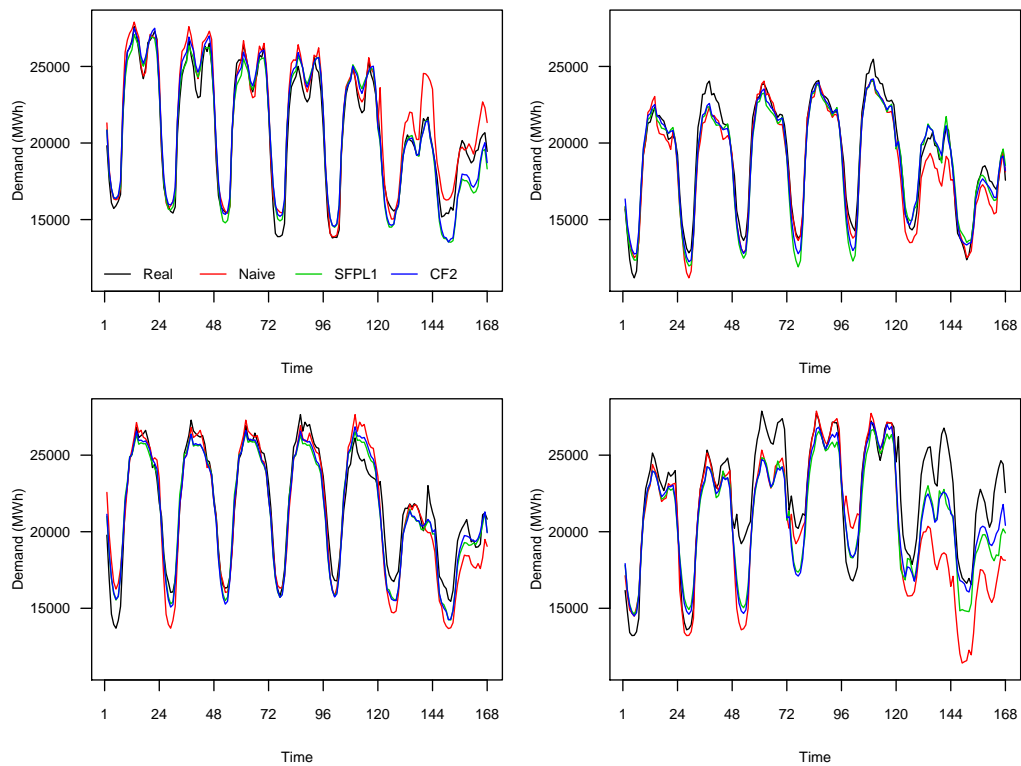 Demand (MWh)
25000
20000
15000
Real Naive SFPL1 CF2
1 24 48 72 96 120 144 168
Time
Demand (MWh)
25000
20000
15000
1 24 48 72 96 120 144 168
Time
Demand (MWh)
25000
20000
15000
1 24 48 72 96 120 144 168
Time
Demand (MWh)
25000
20000
15000
1 24 48 72 96 120 144 168
Time